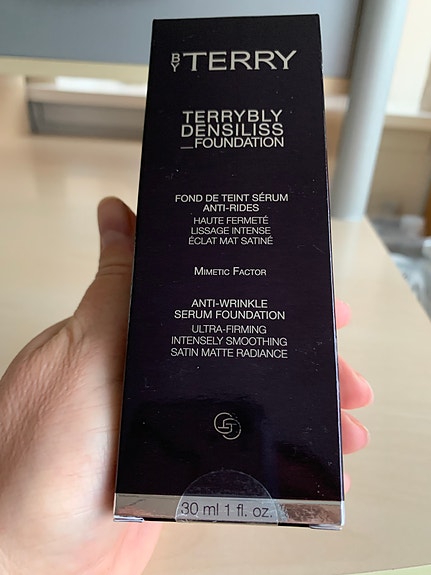 BY TERRY
TERRYBLY
DENSILISS
_FOUNDATION
FOND DE TEINT SÉRUM
ANTI-RIDES
HAUTE FERMETÉ
LISSAGE INTENSE
ÉCLAT MAT SATINÉ
MIMETIC FACTOR
ANTI-WRINKLE
SERUM FOUNDATION
ULTRA-FIRMING
INTENSELY SMOOTHING
SATIN MATTE RADIANCE
30 ml 1 fl. oz.